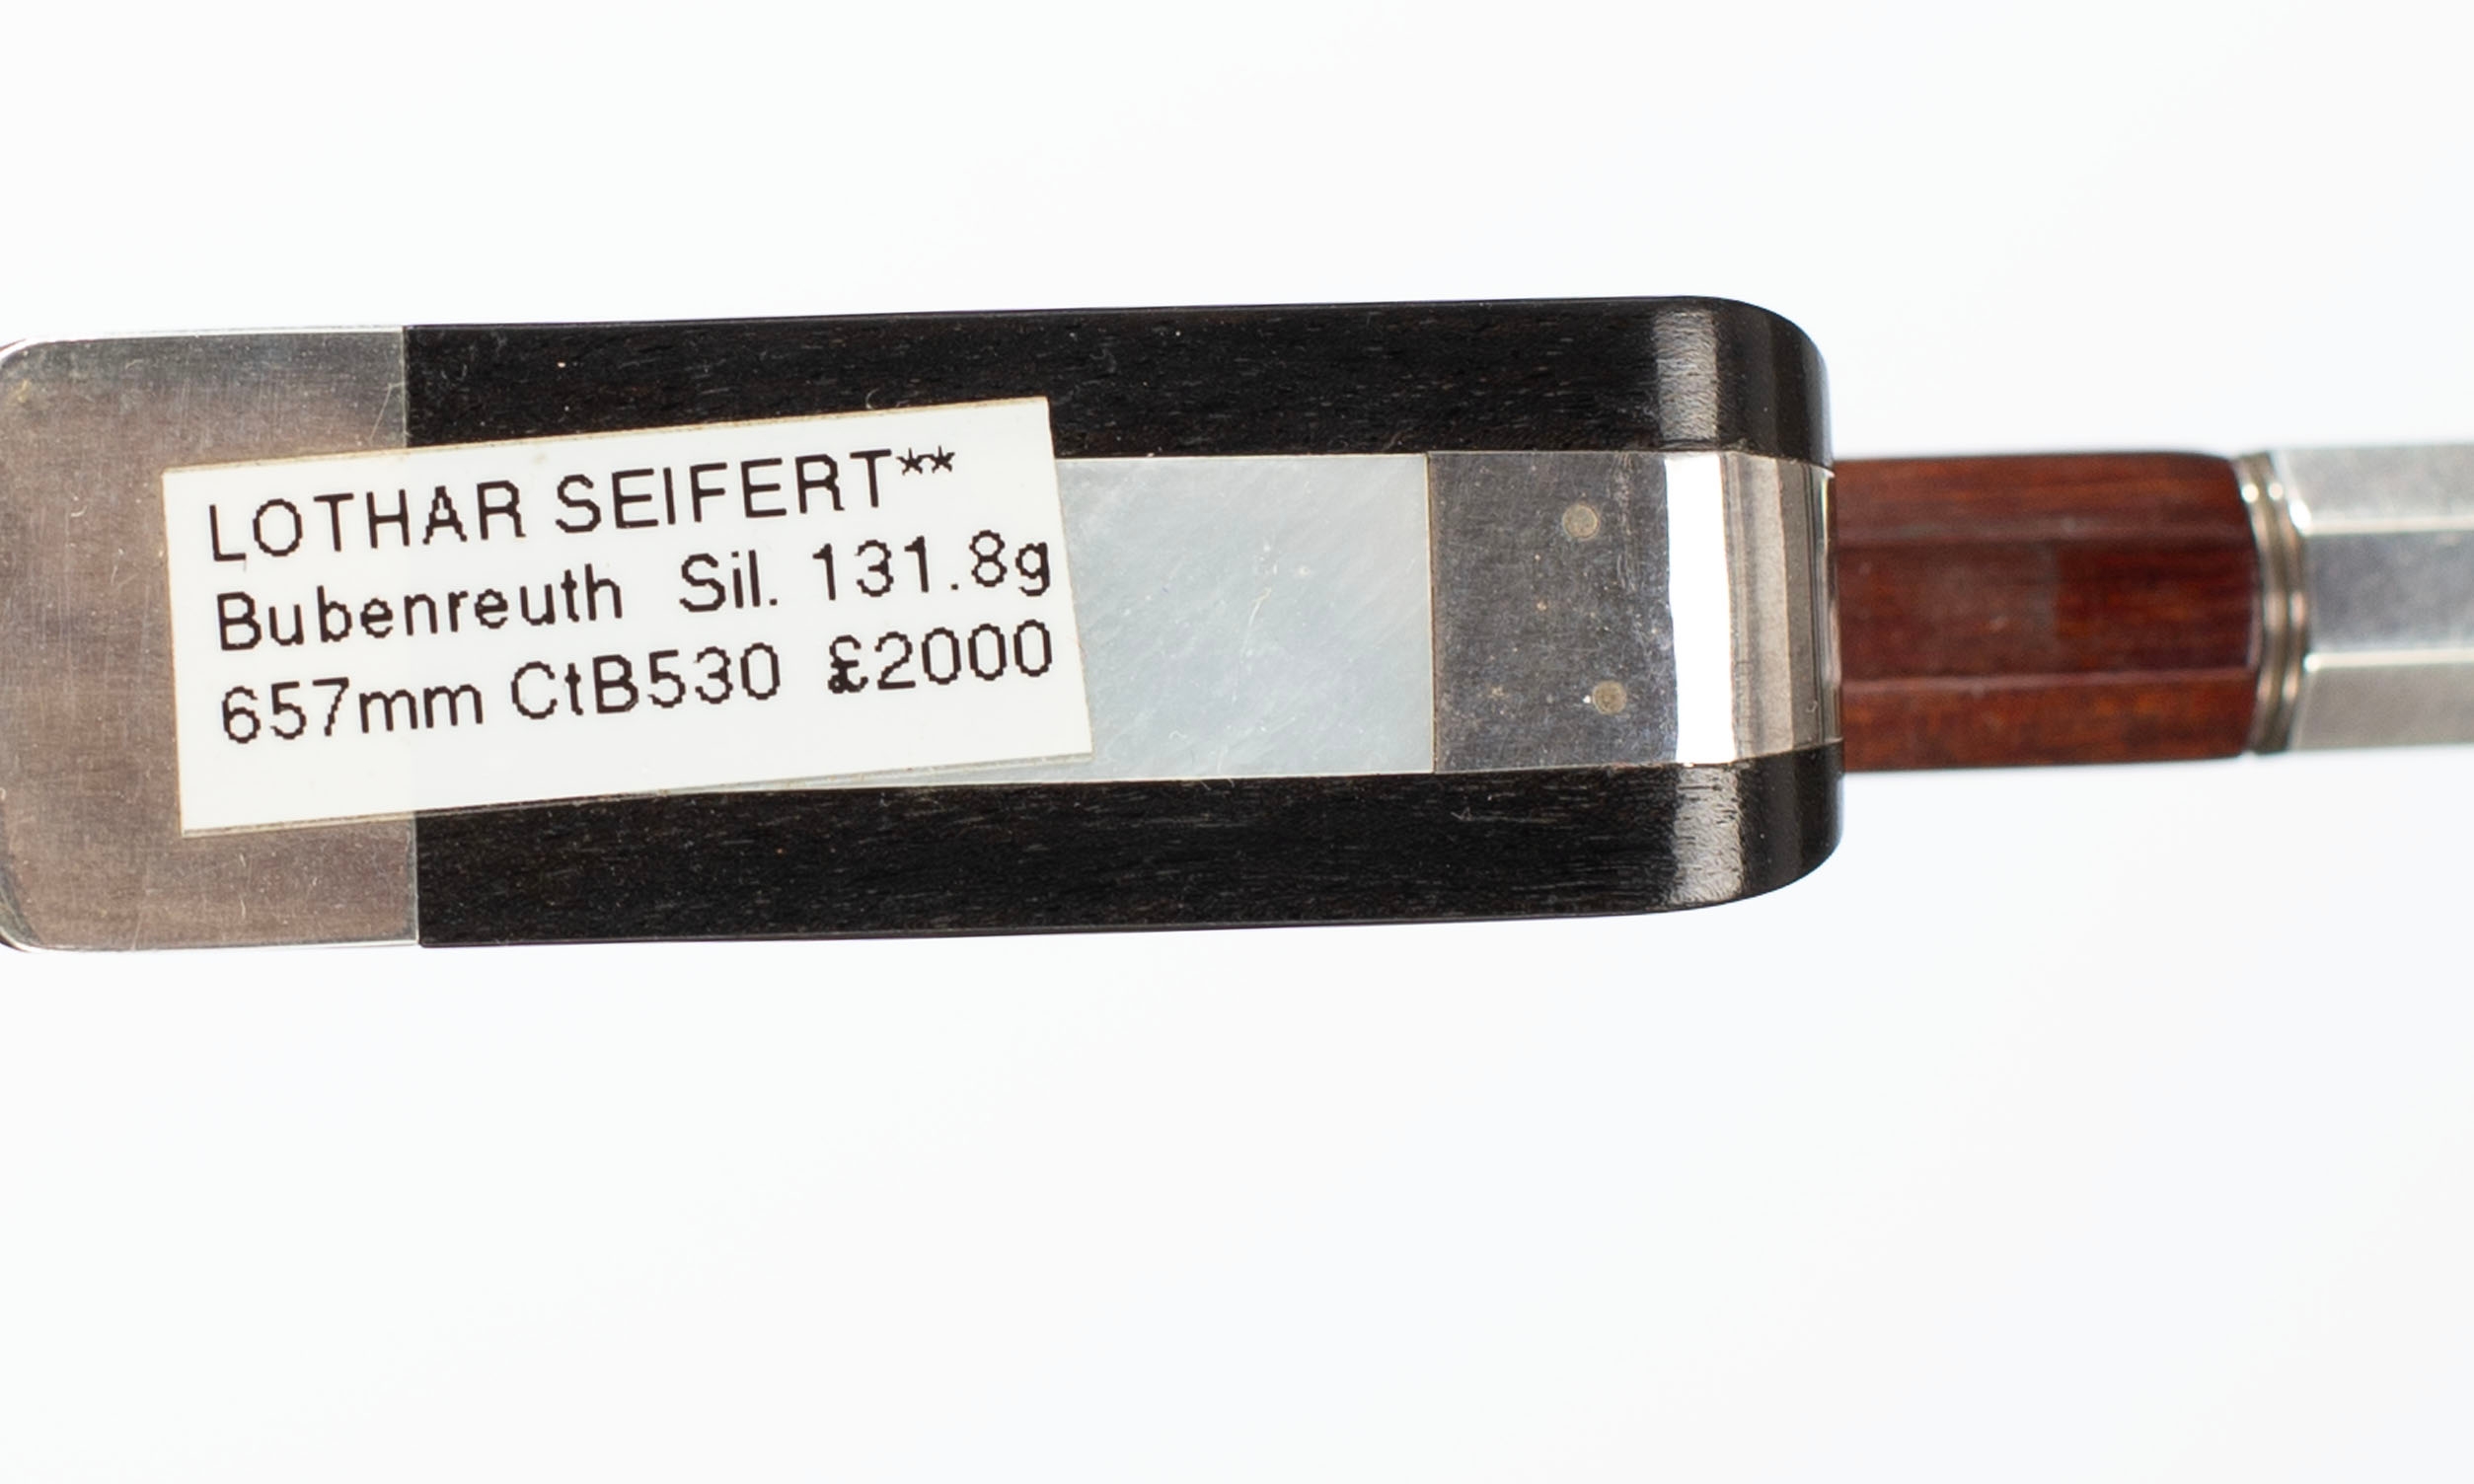 LOTHAR SEIFERT**
Bubenreuth Sil. 131.8g
657mm CtB530 £2000